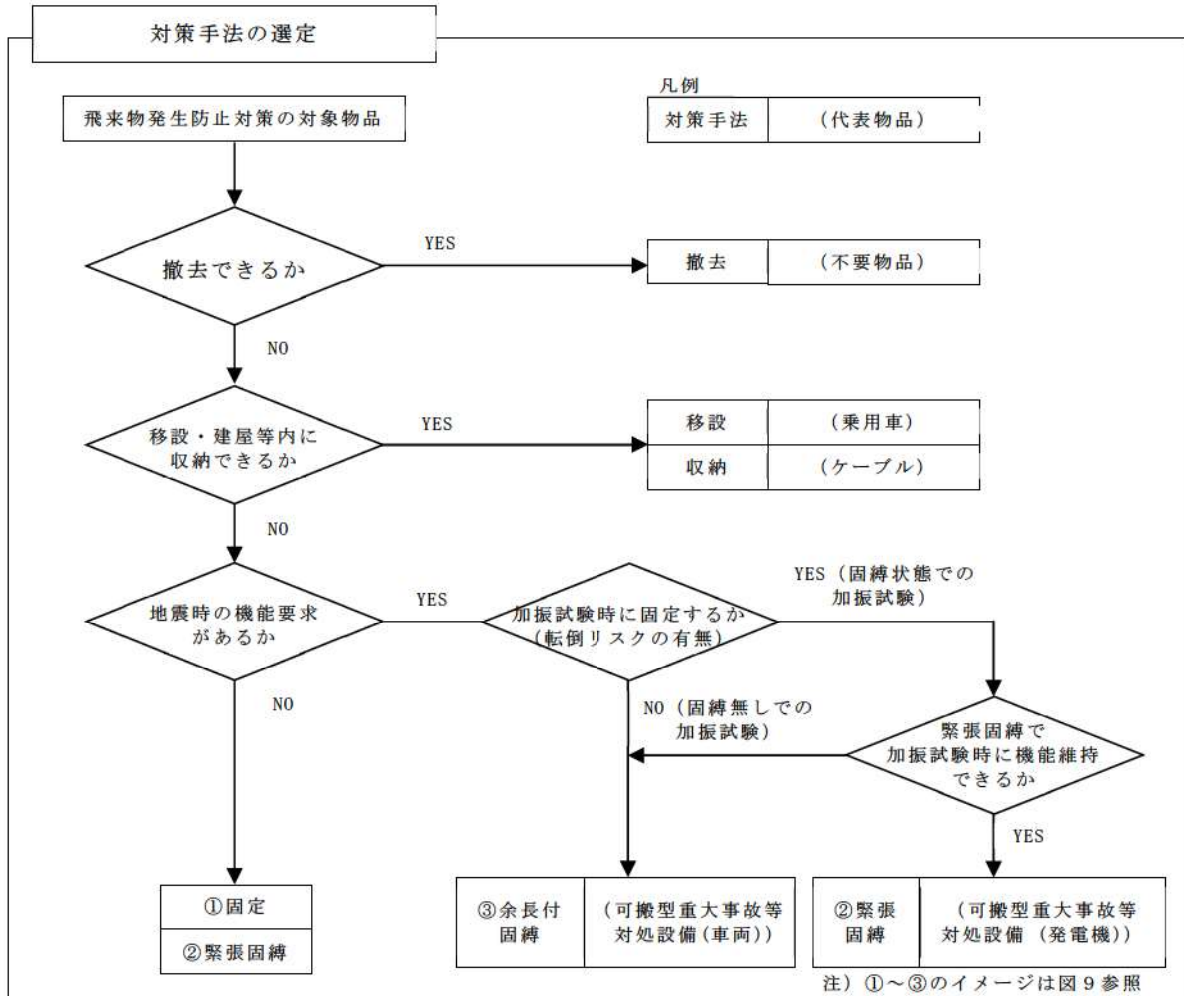 対策手法の選定
凡例
飛来物発生防止対策の対象物品
対策手法 (代表物品)
撤去できるか
YES
撤去 (不要物品)
NO
移設・建屋等内に
収納できるか
YES
移設 (乗用車)
収納 (ケーブル)
NO
地震時の機能要求
があるか
YES
加振試験時に固定するか
(転倒リスクの有無)
YES (固縛状態での
加振試験)
NO
NO (固縛無しでの
加振試験)
緊張固縛で
加振試験時に機能維持
できるか
YES
①固定
②緊張固縛
③余長付
固縛
(可搬型重大事故等
対処設備(車両))
②緊張
固縛
(可搬型重大事故等
対処設備 (発電機))
注) ①~③のイメージは図9参照